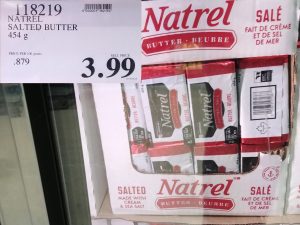 118219
NATREL
SALTED BUTTER
454 g
.879
3.99
Natrel
BUTTER • BEURRE
SALÉ
FAIT DE CRÈME
ET DE SEL
DE MER
SALTED
MADE WITH
CREAM
& SEA SALT
Natrel
BUTTER • BEURRE
SALÉ
FAIT DE CRÈME
ET DE SEL
DE MER